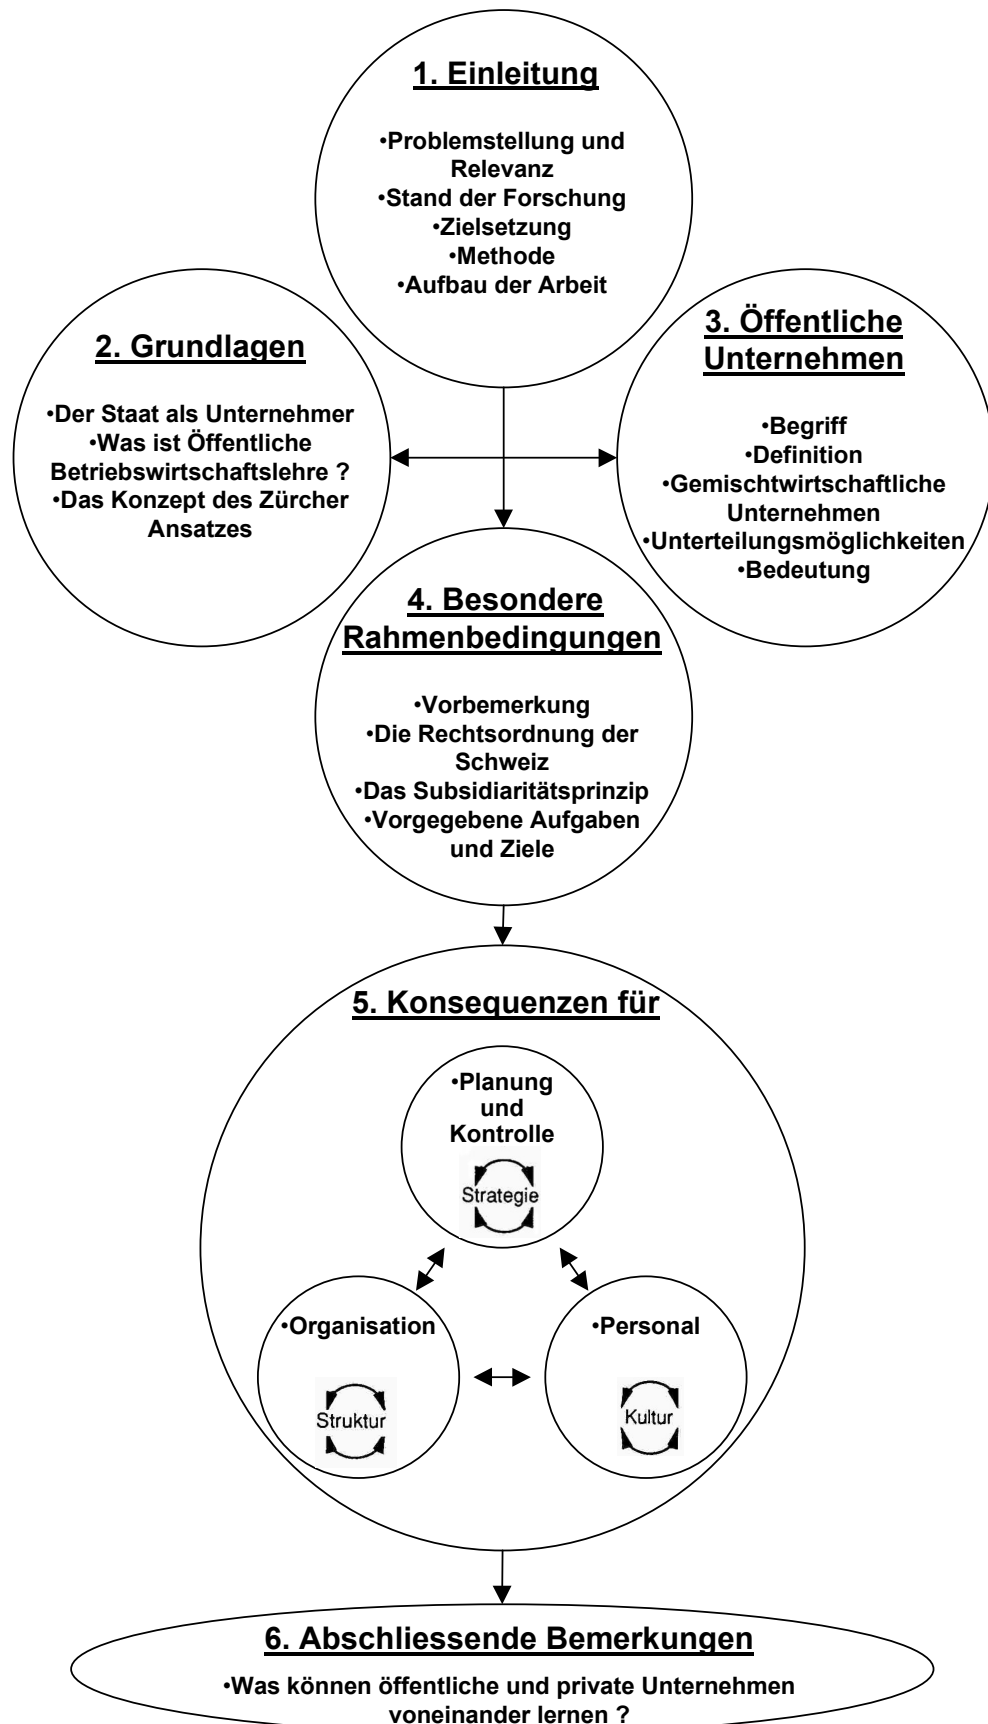 1. Einleitung
•Problemstellung und
Relevanz
•Stand der Forschung
•Zielsetzung
•Methode
•Aufbau der Arbeit
2. Grundlagen
•Der Staat als Unternehmer
•Was ist Öffentliche
Betriebswirtschaftslehre ?
•Das Konzept des Zürcher
Ansatzes
3. Öffentliche
Unternehmen
•Begriff
•Definition
•Gemischtwirtschaftliche
Unternehmen
•Unterteilungsmöglichkeiten
•Bedeutung
4. Besondere
Rahmenbedingungen
•Vorbemerkung
•Die Rechtsordnung der
Schweiz
•Das Subsidiaritätsprinzip
•Vorgegebene Aufgaben
und Ziele
5. Konsequenzen für
•Planung
und
Kontrolle
Strategie
•Organisation
Struktur
•Personal
Kultur
6. Abschliessende Bemerkungen
•Was können öffentliche und private Unternehmen
voneinander lernen ?